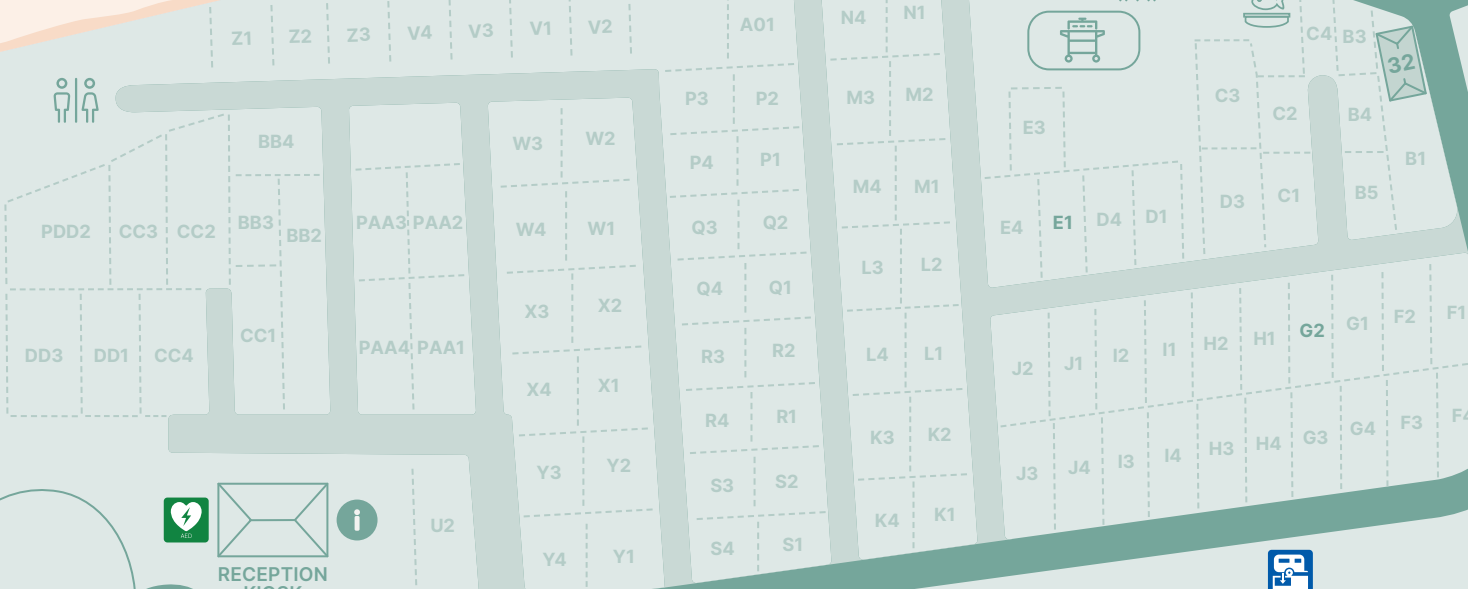 Z1 Z2 Z3 V4 V3 V1 V2 A01 N4 N1 C4 B3
32
P3 P2 M3 M2 C3 C2 B4
BB4 W3 W2 E3
P4 P1 B1
M4 M1 D3 C1 B5
PDD2 CC3 CC2 BB3 BB2 PAA3 PAA2 W4 W1 Q3 Q2 E4 E1 D4 D1
L3 L2
X3 X2 Q4 Q1
DD3 DD1 CC4 CC1 PAA4 PAA1 R3 R2 L4 L1 J2 J1 I2 I1 H2 H1 G2 G1 F2 F1
X4 X1 R4 R1
K3 K2 J3 J4 I3 I4 H3 H4 G3 G4 F3
Y3 Y2 S3 S2
U2 K4 K1
AED
Y4 Y1 S4 S1
RECEPTION
KIOSK